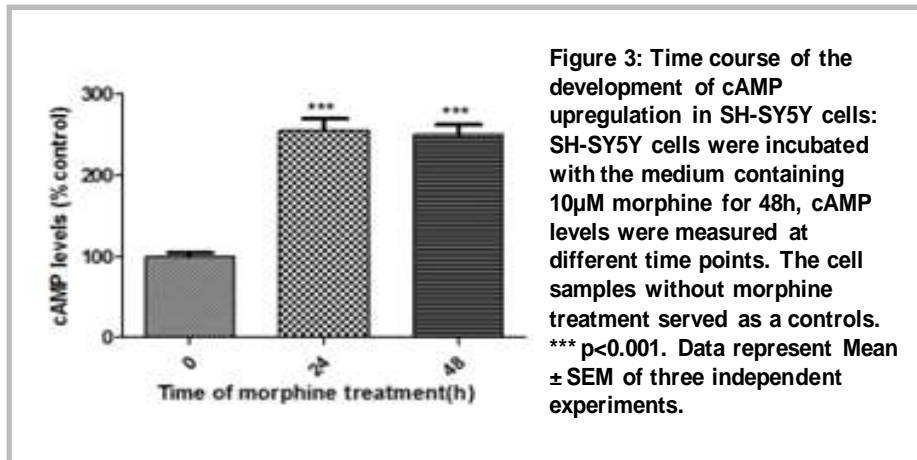 300
200
100
0
cAMP levels (% control)
***
***
0
24
48
Time of morphine treatment(h)
Figure 3: Time course of the
development of cAMP
upregulation in SH-SY5Y cells:
SH-SY5Y cells were incubated
with the medium containing
10µM morphine for 48h, cAMP
levels were measured at
different time points. The cell
samples without morphine
treatment served as a controls.
*** p<0.001. Data represent Mean
± SEM of three independent
experiments.